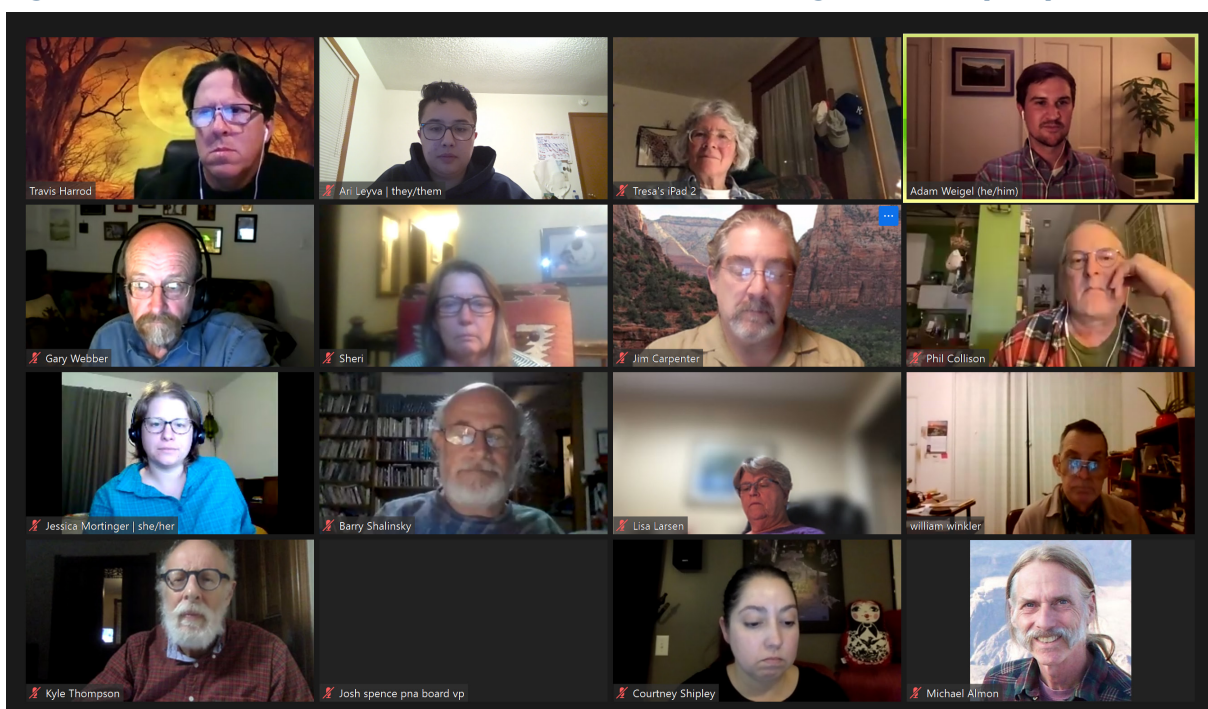 Travis Harrod
Ari Leyva | they/them
Tresa's iPad 2
Adam Weigel (he/him)
Gary Webber
Sheri
Jim Carpenter
Phil Collison
Jessica Mortinger | she/her
Barry Shalinsky
Lisa Larsen
william winkler
Kyle Thompson
Josh spence pna board vp
Courtney Shipley
Michael Almon